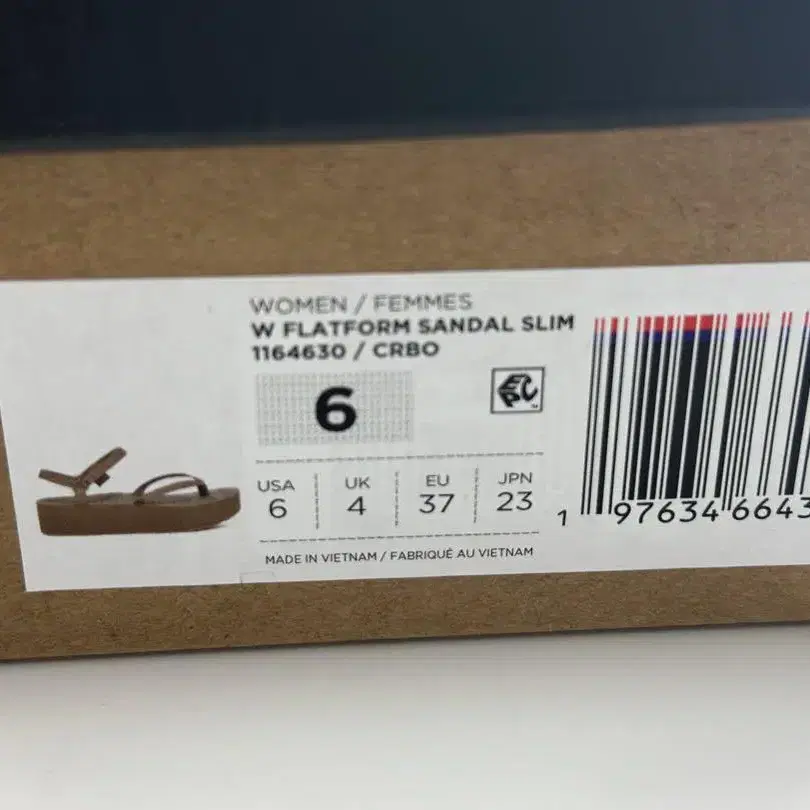 WOMEN / FEMMES
W FLATFORM SANDAL SLIM
1164630 / CRBO
6
EPC
USA UK EU JPN
6 4 37 23
1 97634 6643
MADE IN VIETNAM / FABRIQUÉ AU VIETNAM